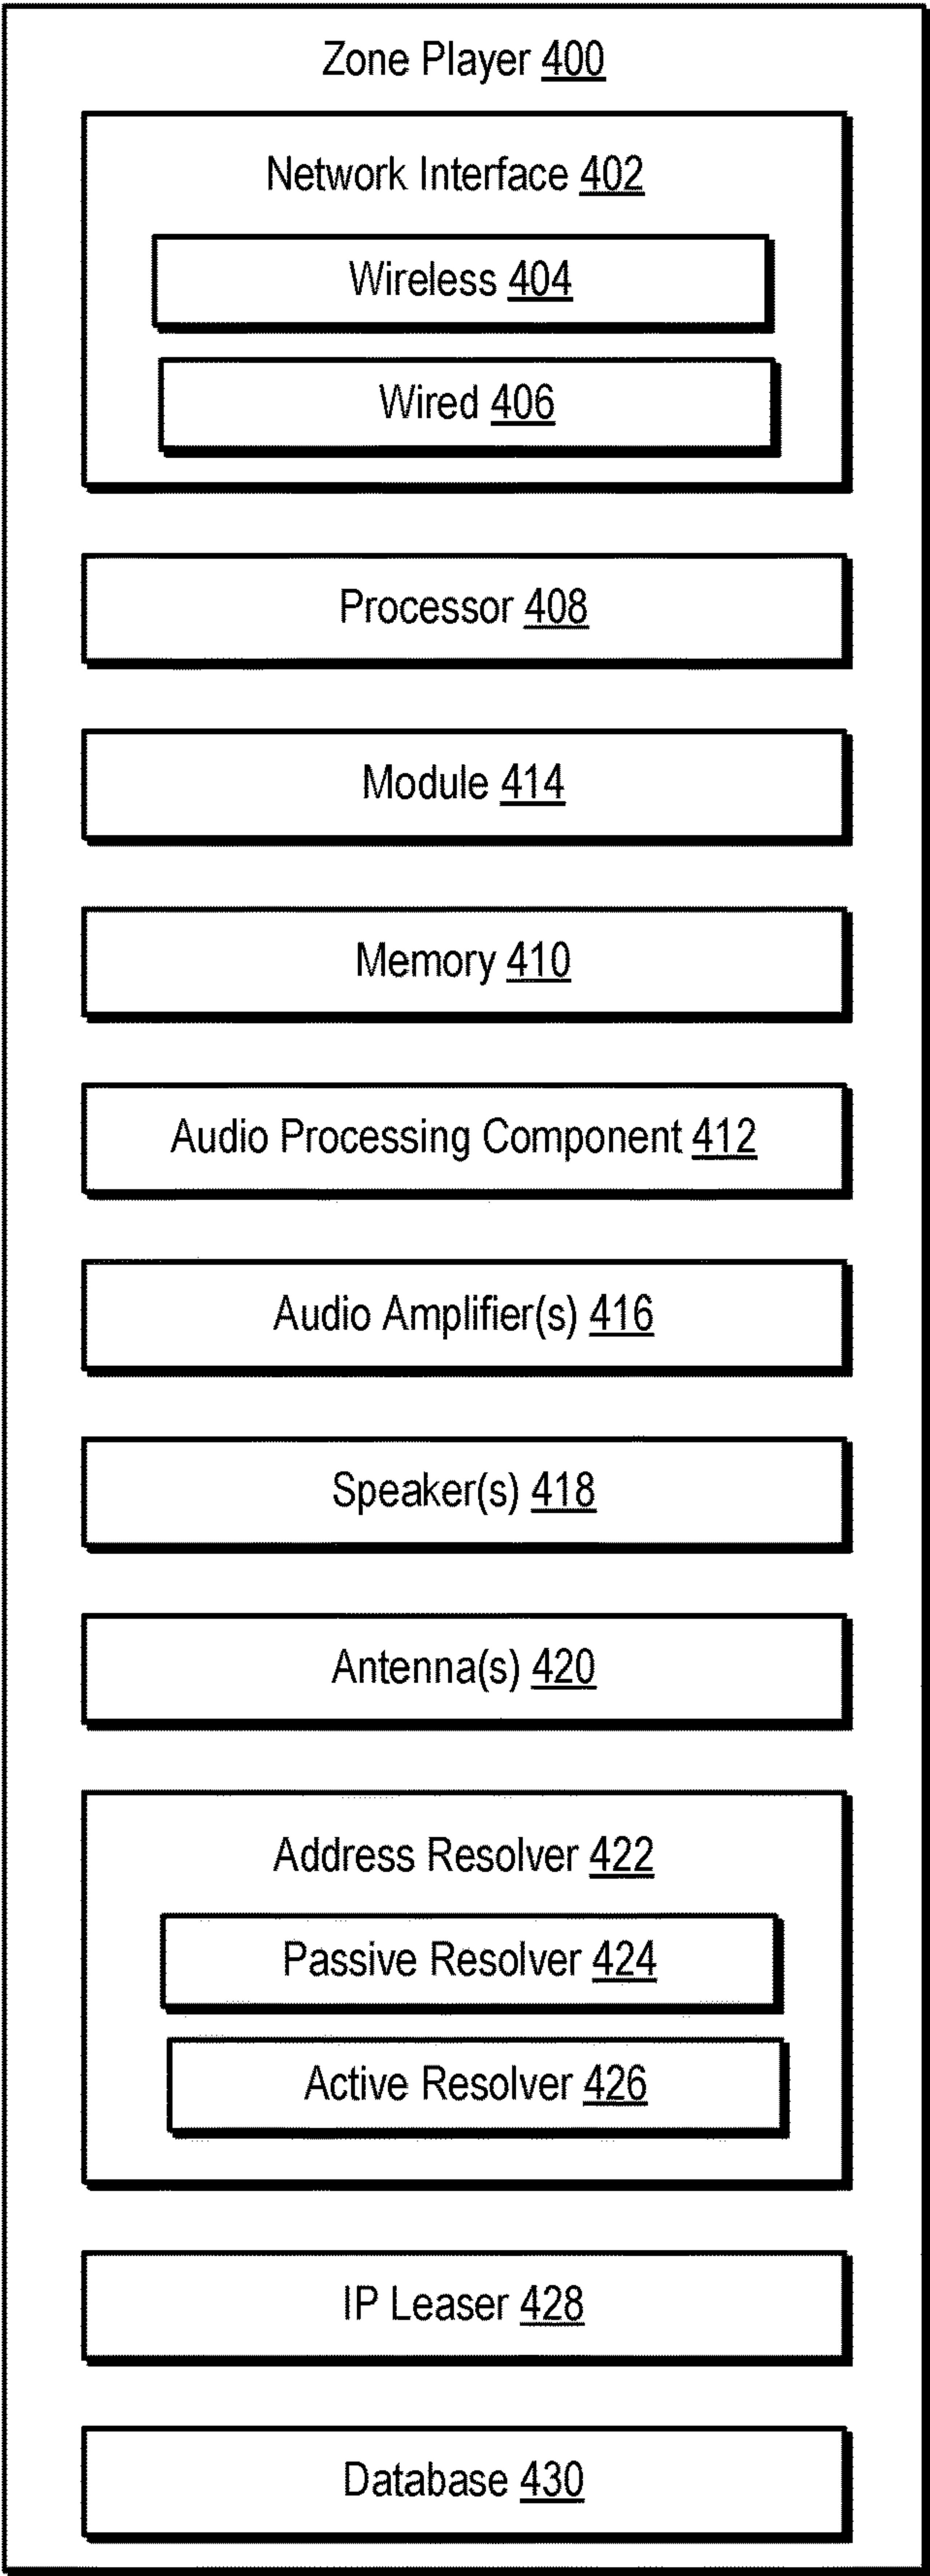 Zone Player 400
Network Interface 402
Wireless 404
Wired 406
Processor 408
Module 414
Memory 410
Audio Processing Component 412
Audio Amplifier(s) 416
Speaker(s) 418
Antenna(s) 420
Address Resolver 422
Passive Resolver 424
Active Resolver 426
IP Leaser 428
Database 430